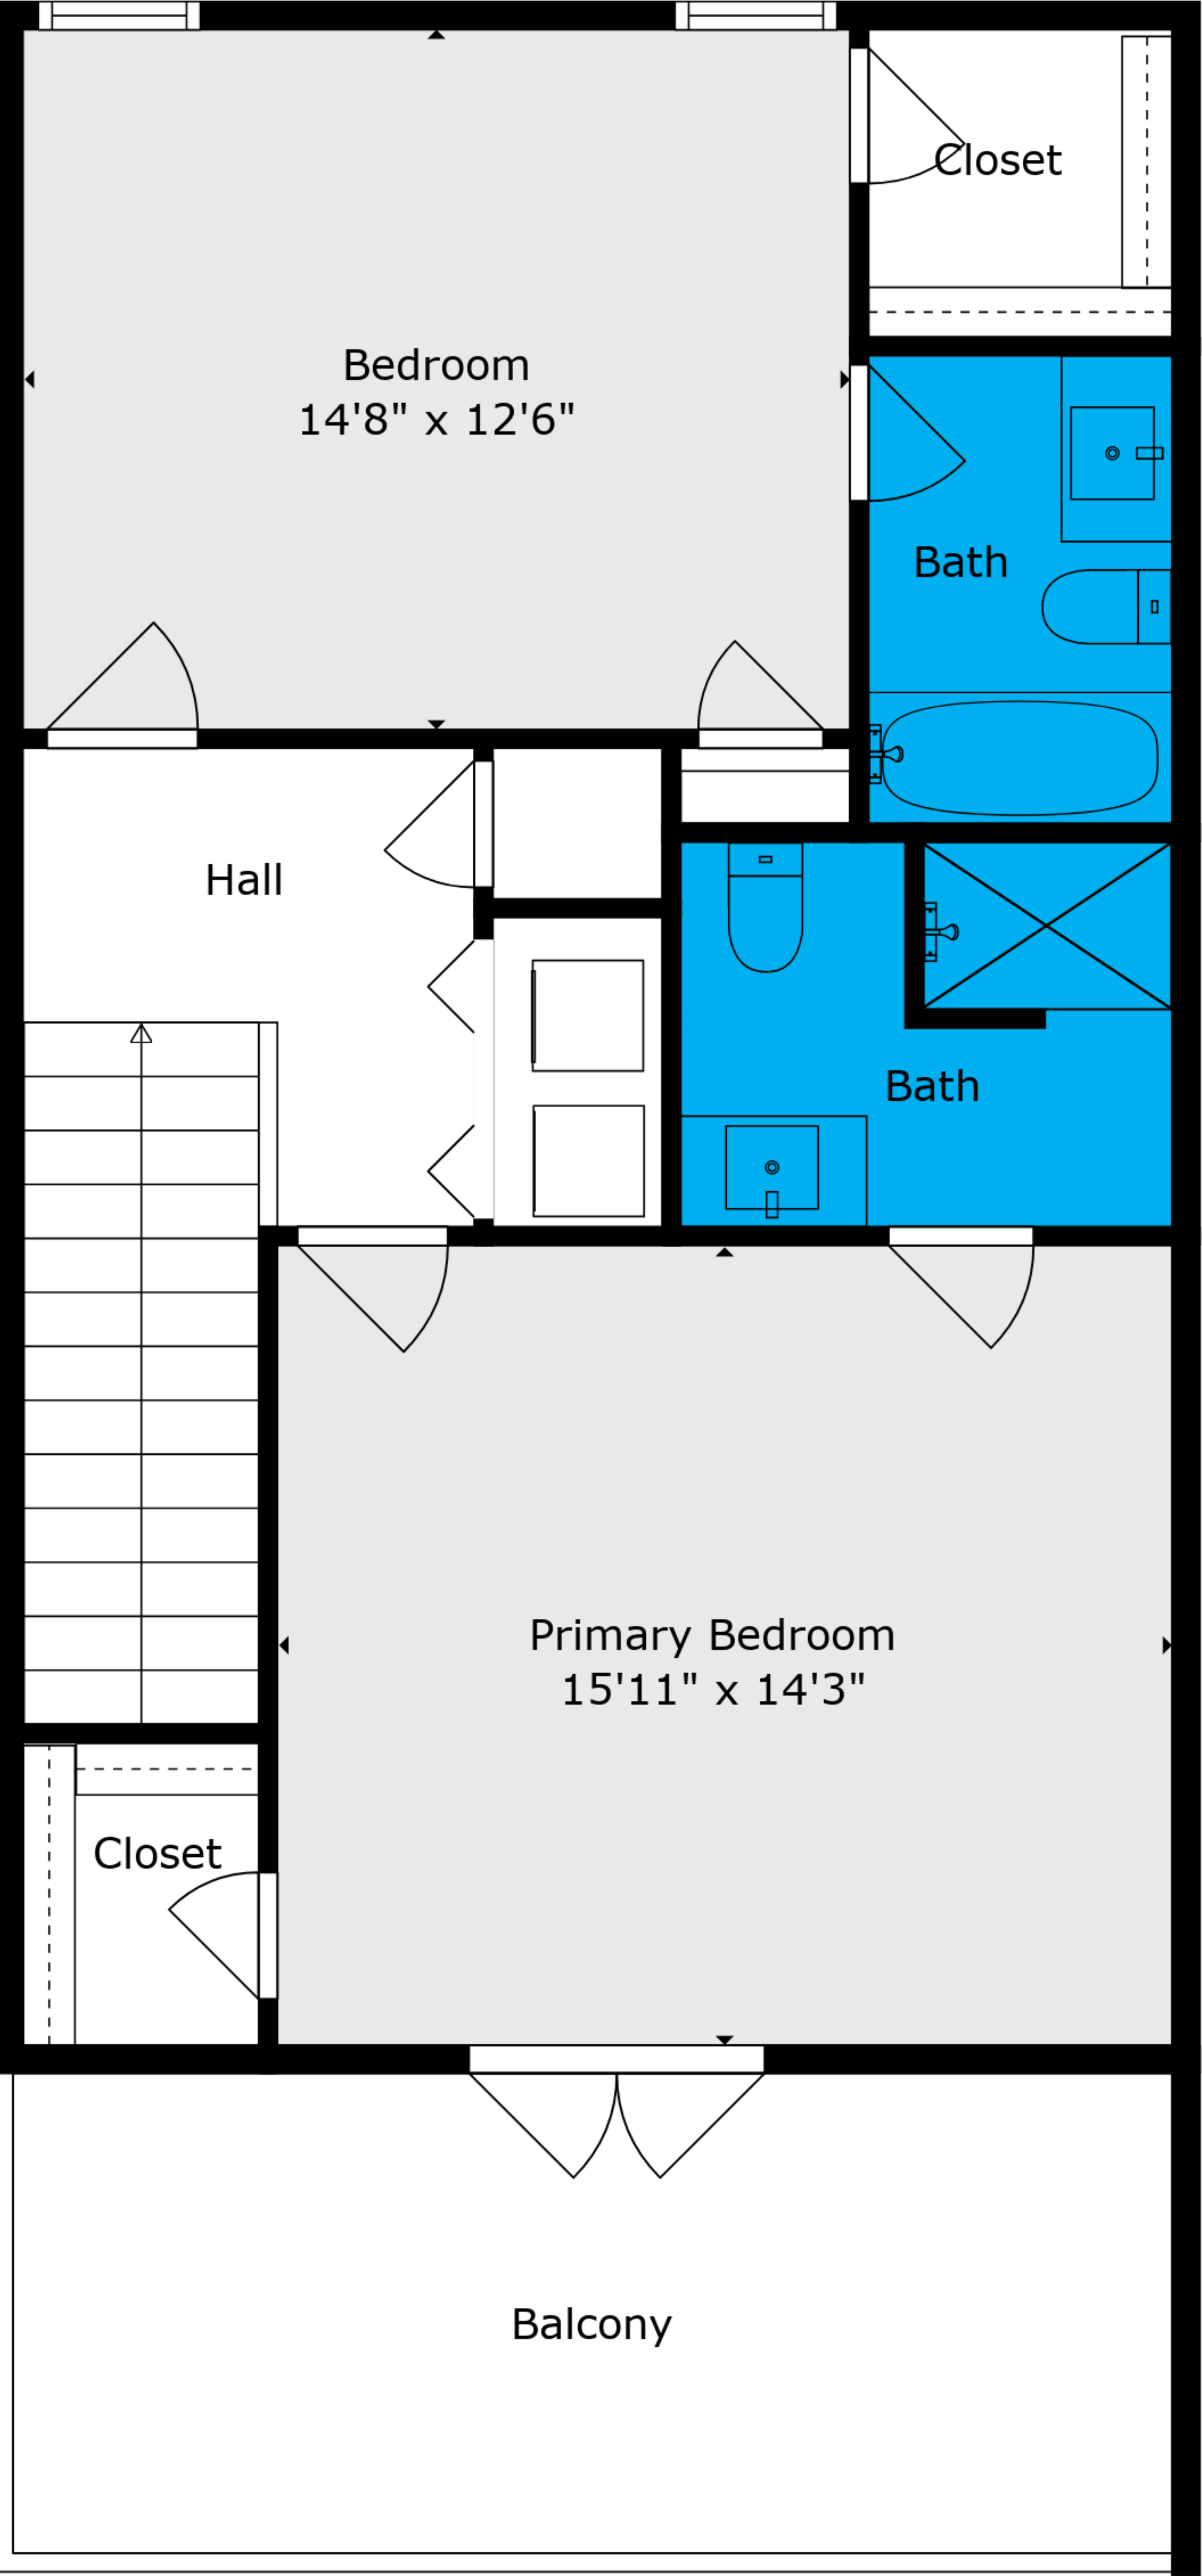 Closet
Bedroom
14'8" x 12'6"
Bath
Hall
Bath
Primary Bedroom
15'11" x 14'3"
Closet
Balcony